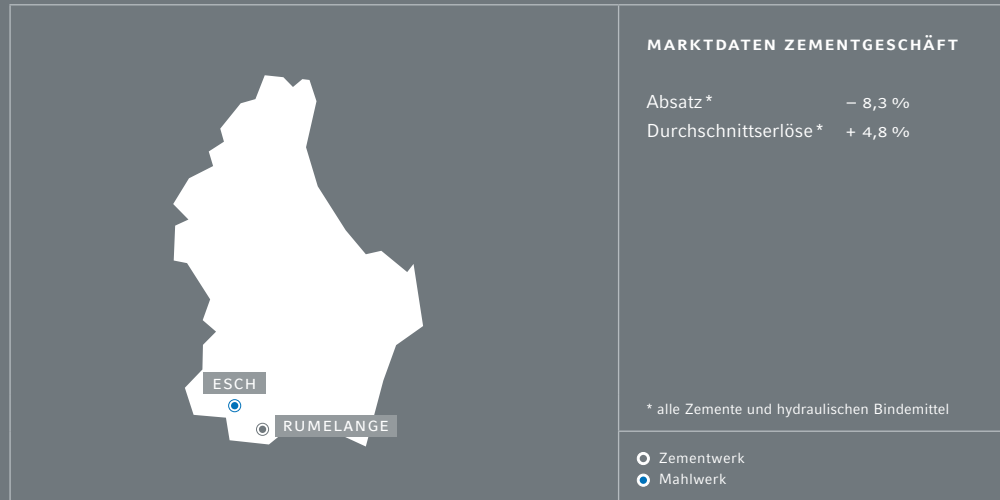 MARKTDATEN ZEMENTGESCHÄFT
Absatz * – 8,3 %
Durchschnittserlöse * + 4,8 %
ESCH
RUMELANGE
* alle Zemente und hydraulischen Bindemittel
Zementwerk
Mahlwerk